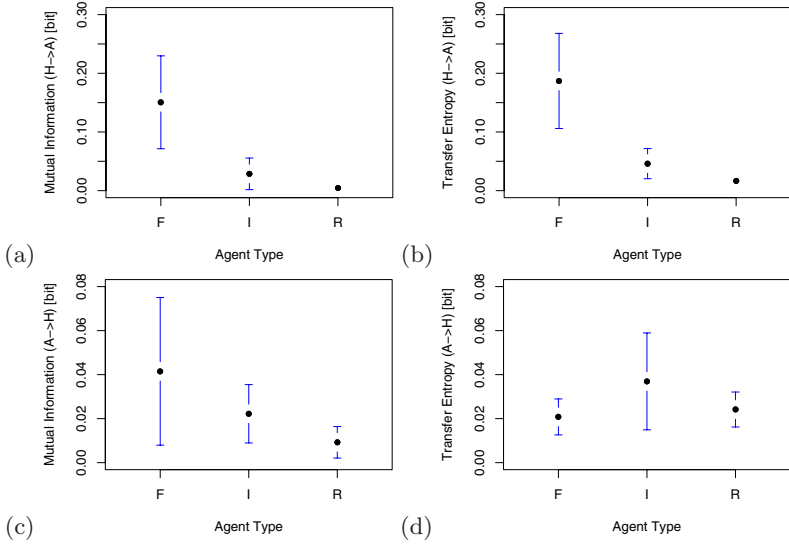 Mutual Information (H->A) [bit]
0.30
0.20
0.10
0.00
F I R
Agent Type
(a)
Transfer Entropy (H->A) [bit]
0.30
0.20
0.10
0.00
F I R
Agent Type
(b)
Mutual Information (A->H) [bit]
0.08
0.06
0.04
0.02
0.00
F I R
Agent Type
(c)
Transfer Entropy (A->H) [bit]
0.08
0.06
0.04
0.02
0.00
F I R
Agent Type
(d)